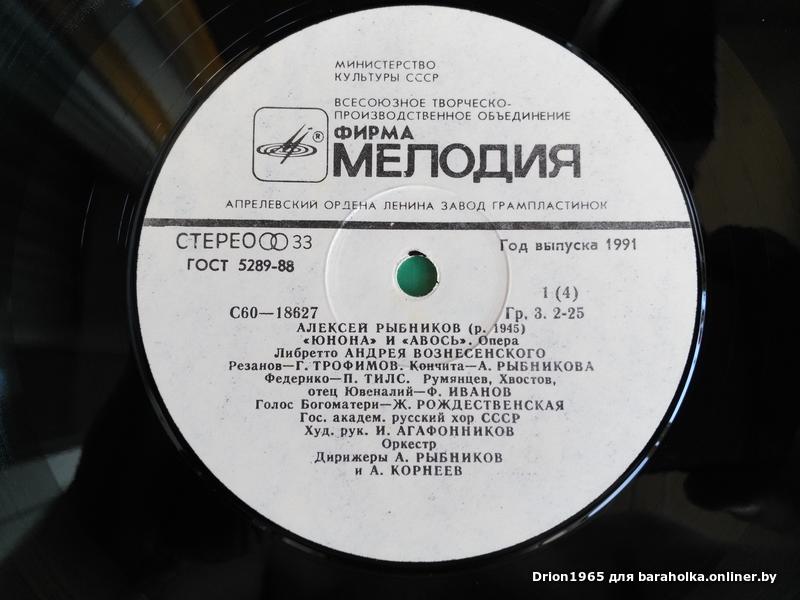 МИНИСТЕРСТВО
КУЛЬТУРЫ СССР
ВСЕСОЮЗНОЕ ТВОРЧЕСКО-
ПРОИЗВОДСТВЕННОЕ ОБЪЕДИНЕНИЕ
ФИРМА
®
МЕЛОДИЯ
АПРЕЛЕВСКИЙ ОРДЕНА ЛЕНИНА ЗАВОД ГРАМПЛАСТИНОК
СТЕРЕО 33
Год выпуска 1991
ГОСТ 5289-88
1 (4)
С60—18627
Гр. 3. 2-25
АЛЕКСЕЙ РЫБНИКОВ (р. 1945)
«ЮНОНА» И «АВОСЬ». Опера
Либретто АНДРЕЯ ВОЗНЕСЕНСКОГО
Резанов—Г. ТРОФИМОВ. Кончита—А. РЫБНИКОВА
Федерико—П. ТИЛС. Румянцев, Хвостов,
отец Ювеналий—Ф. ИВАНОВ
Голос Богоматери—Ж. РОЖДЕСТВЕНСКАЯ
Гос. академ. русский хор СССР
Худ. рук. И. АГАФОННИКОВ
Оркестр
Дирижеры А. РЫБНИКОВ
и А. КОРНЕЕВ
Drion1965 для baraholka.onliner.by